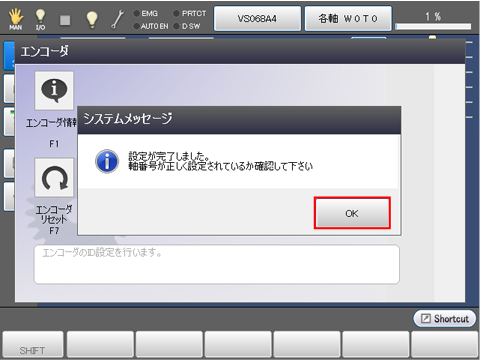 MAN
I/O
EMG
PRTCT
AUTO EN
D SW
VS068A4
各軸 W0T0
1 %
エンコーダ
エンコーダ情報
F1
システムメッセージ
設定が完了しました。
軸番号が正しく設定されているか確認して下さい
OK
エンコーダ
リセット
F7
エンコーダのID設定を行います。
Shortcut
SHIFT